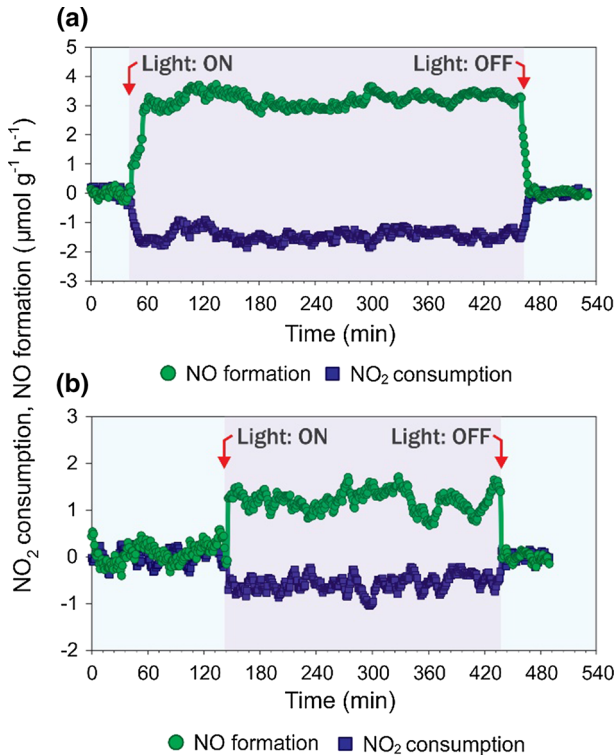 (a)
NO₂ consumption, NO formation (μmol g⁻¹ h⁻¹)
5
4
3
2
1
0
-1
-2
-3
Light: ON
Light: OFF
0 60 120 180 240 300 360 420 480 540
Time (min)
NO formation NO₂ consumption
(b)
3
2
1
0
-1
-2
Light: ON
Light: OFF
0 60 120 180 240 300 360 420 480 540
Time (min)
NO formation NO₂ consumption